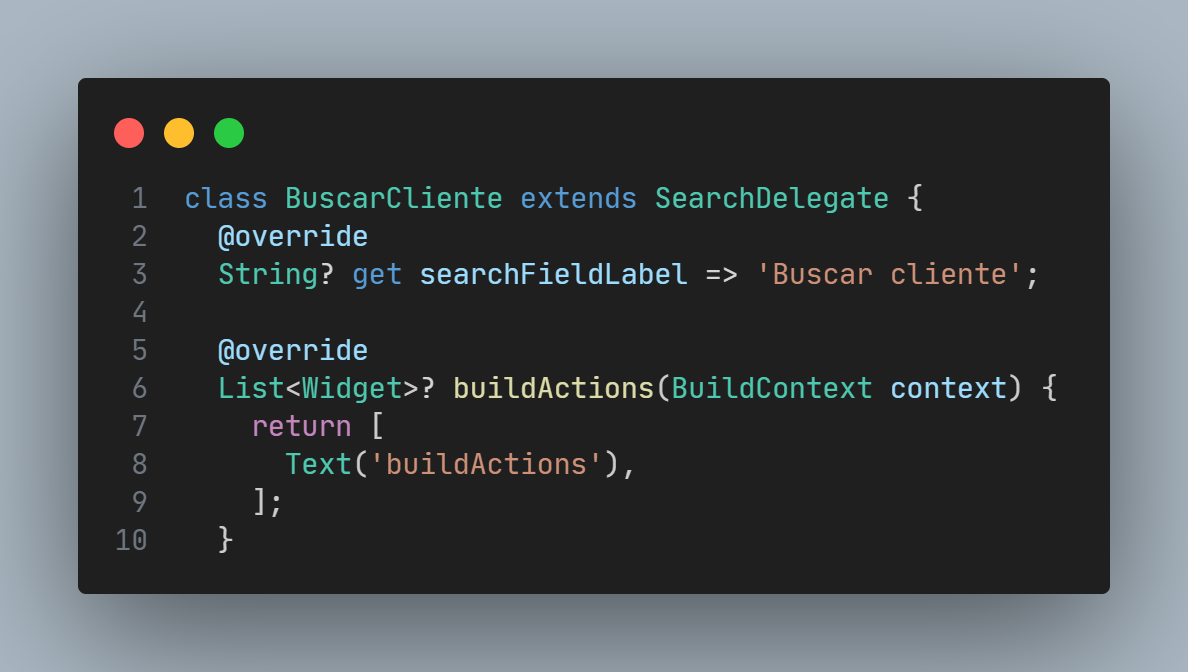 1 class BuscarCliente extends SearchDelegate {
2   @override
3   String? get searchFieldLabel => 'Buscar cliente';
4
5   @override
6   List<Widget>? buildActions(BuildContext context) {
7     return [
8       Text('buildActions'),
9     ];
10   }